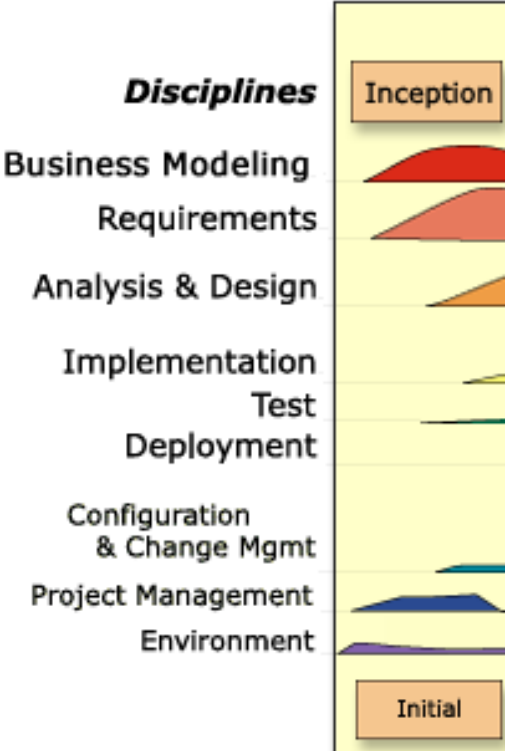 Disciplines
Inception
Business Modeling
Requirements
Analysis & Design
Implementation
Test
Deployment
Configuration
& Change Mgmt
Project Management
Environment
Initial